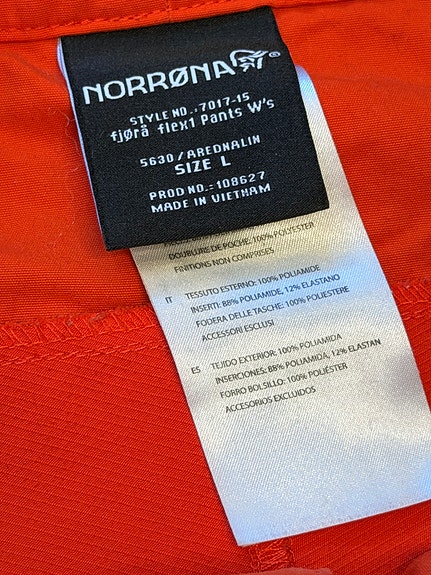 NORRØNA®
STYLE NO.:7017-15
fjørå flex1 Pants W's
5630/AREDNALIN
SIZE L
PROD NO.:108627
MADE IN VIETNAM
DOUBLURE DE POCHE: 100% POLYESTER
FINITIONS NON COMPRISES
IT TESSUTO ESTERNO: 100% POLIAMIDE
INSERTI: 88% POLIAMIDE, 12% ELASTANO
FODERA DELLE TASCHE: 100% POLIESTERE
ACCESSORI ESCLUSI
ES TEJIDO EXTERIOR: 100% POLIAMIDA
INSERCIONES: 88% POLIAMIDA, 12% ELASTAN
FORRO BOLSILLO: 100% POLIÉSTER
ACCESORIOS EXCLUIDOS